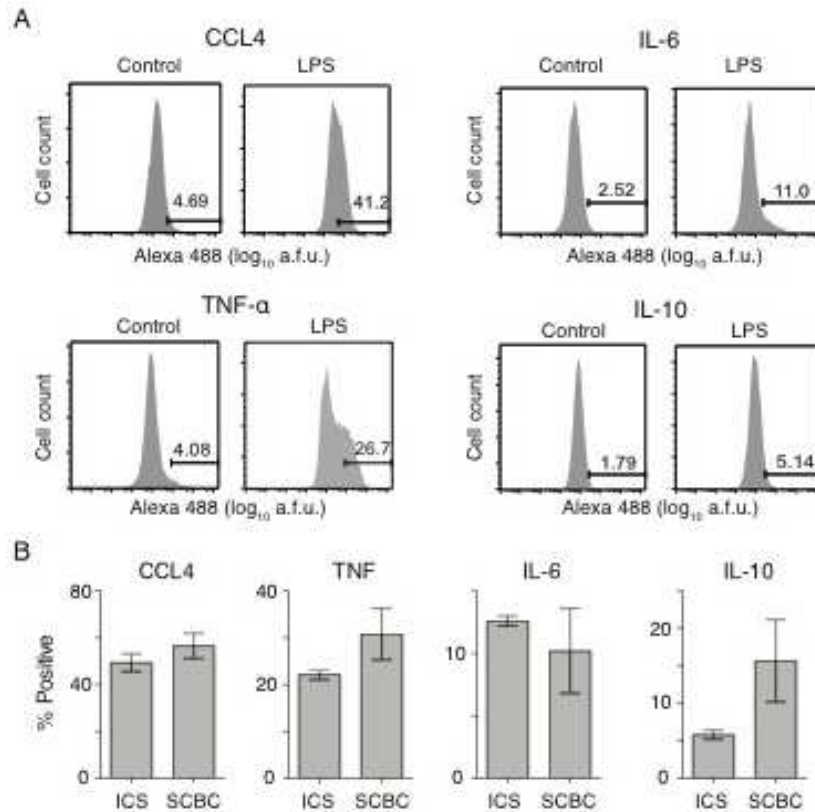 A
CCL4
IL-6
Control LPS
Control LPS
Cell count
4.69
41.2
Cell count
2.52
11.0
Alexa 488 (log₁₀ a.f.u.)
Alexa 488 (log₁₀ a.f.u.)
TNF-α
IL-10
Control LPS
Control LPS
Cell count
4.08
26.7
Cell count
1.79
5.14
Alexa 488 (log₁₀ a.f.u.)
Alexa 488 (log₁₀ a.f.u.)
B
CCL4
TNF
IL-6
IL-10
% Positive
80
40
0
ICS SCBC
40
20
0
ICS SCBC
10
0
ICS SCBC
20
10
0
ICS SCBC